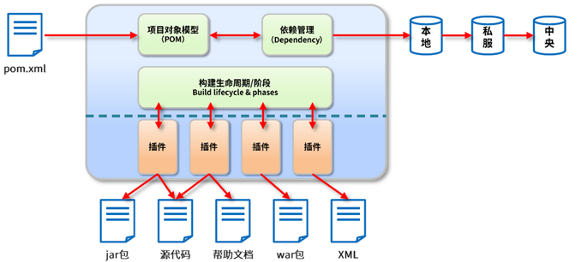 项目对象模型
（POM）
依赖管理
（Dependency）
本
地
私
服
中
央
pom.xml
构建生命周期/阶段
Build lifecycle & phases
插件
插件
插件
插件
jar包
源代码
帮助文档
war包
XML